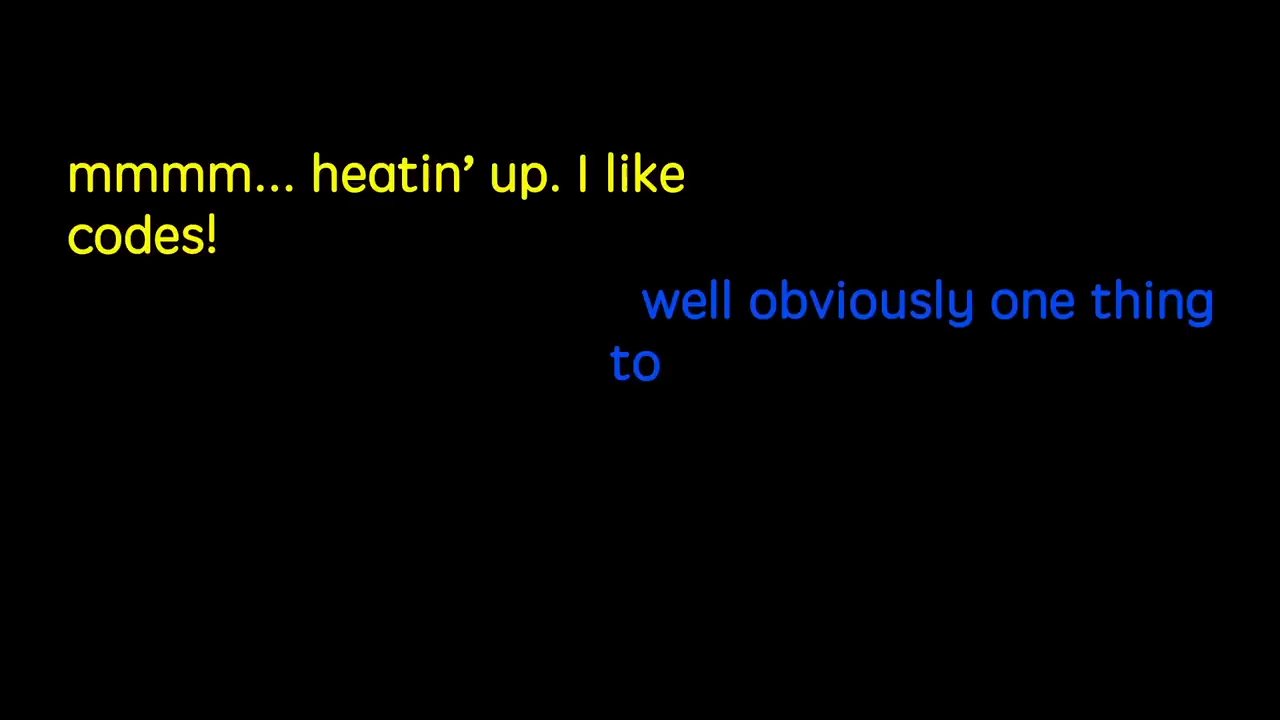 mmmm... heatin’ up. I like
codes!
well obviously one thing
to